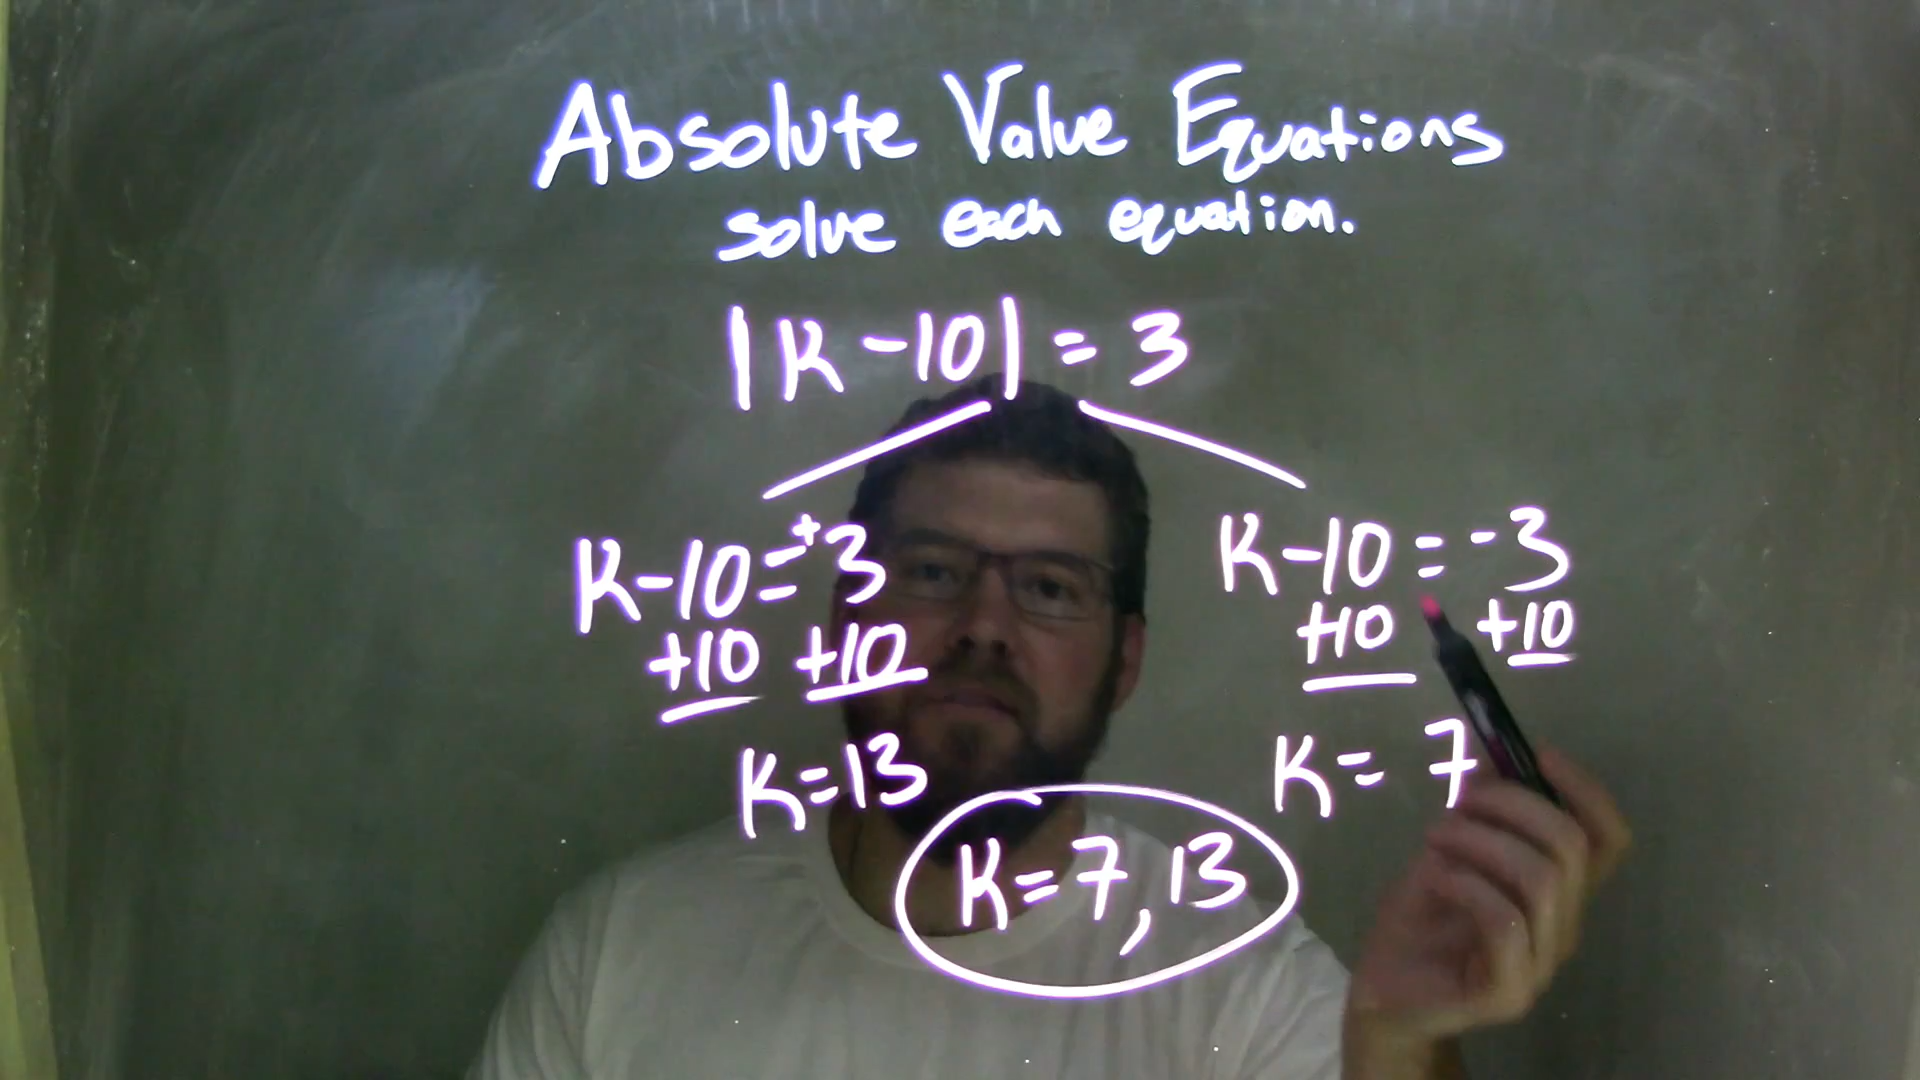 Absolute Value Equations
solve each equation.
|K-10| = 3
K-10=+3
+10 +10
K=13
K-10=-3
+10 +10
K= 7
K=7,13